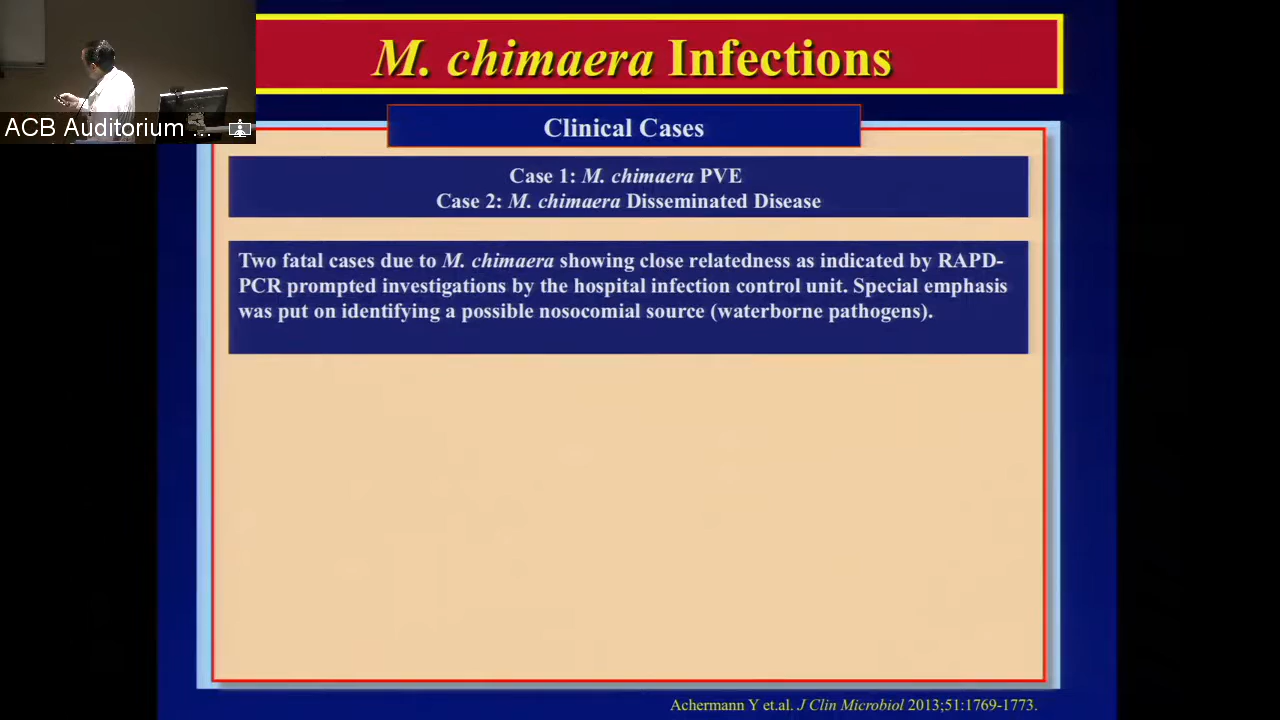 M. chimaera Infections
ACB Auditorium ...
Clinical Cases
Case 1: M. chimaera PVE
Case 2: M. chimaera Disseminated Disease
Two fatal cases due to M. chimaera showing close relatedness as indicated by RAPD-
PCR prompted investigations by the hospital infection control unit. Special emphasis
was put on identifying a possible nosocomial source (waterborne pathogens).
Achermann Y et.al. J Clin Microbiol 2013;51:1769-1773.